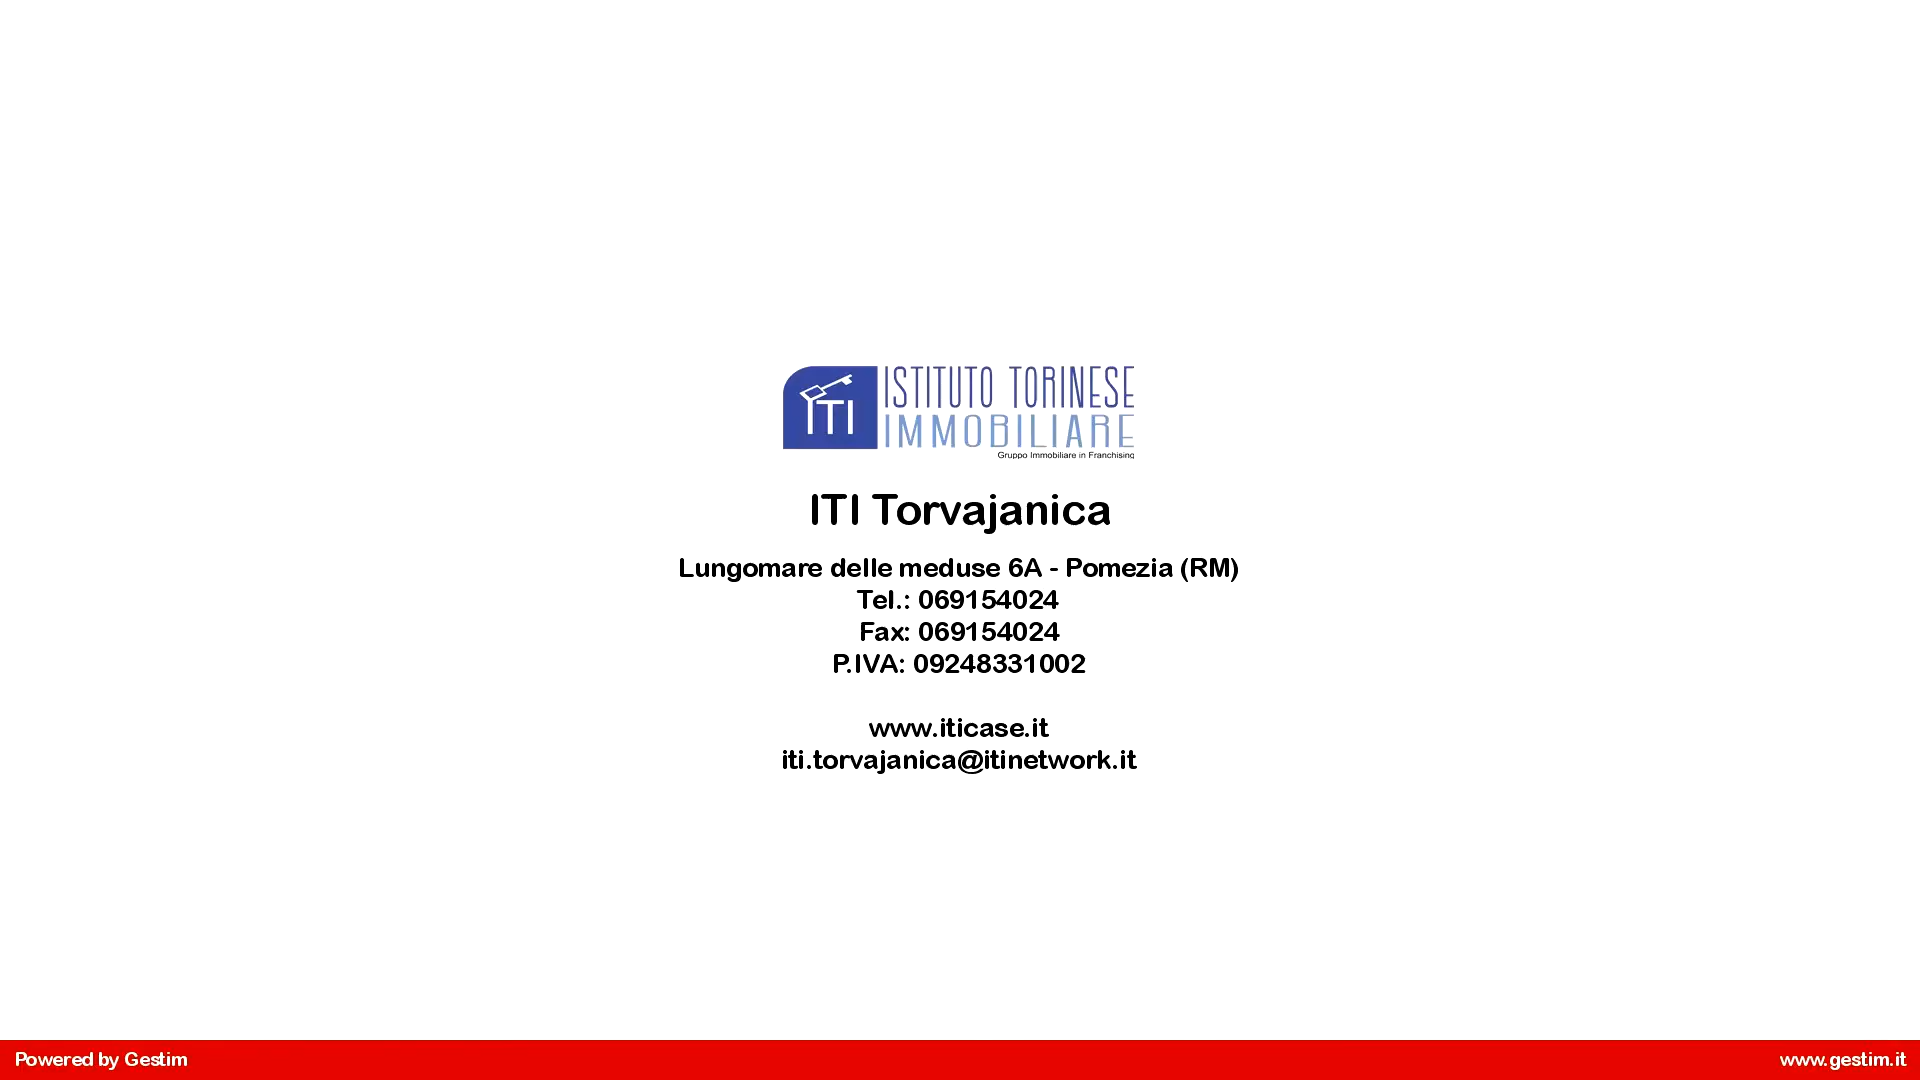 ITI
ISTITUTO TORINESE
IMMOBILIARE
Gruppo Immobiliare in Franchising
ITI Torvajanica
Lungomare delle meduse 6A - Pomezia (RM)
Tel.: 069154024
Fax: 069154024
P.IVA: 09248331002
www.iticase.it
iti.torvajanica@itinetwork.it
Powered by Gestim
www.gestim.it